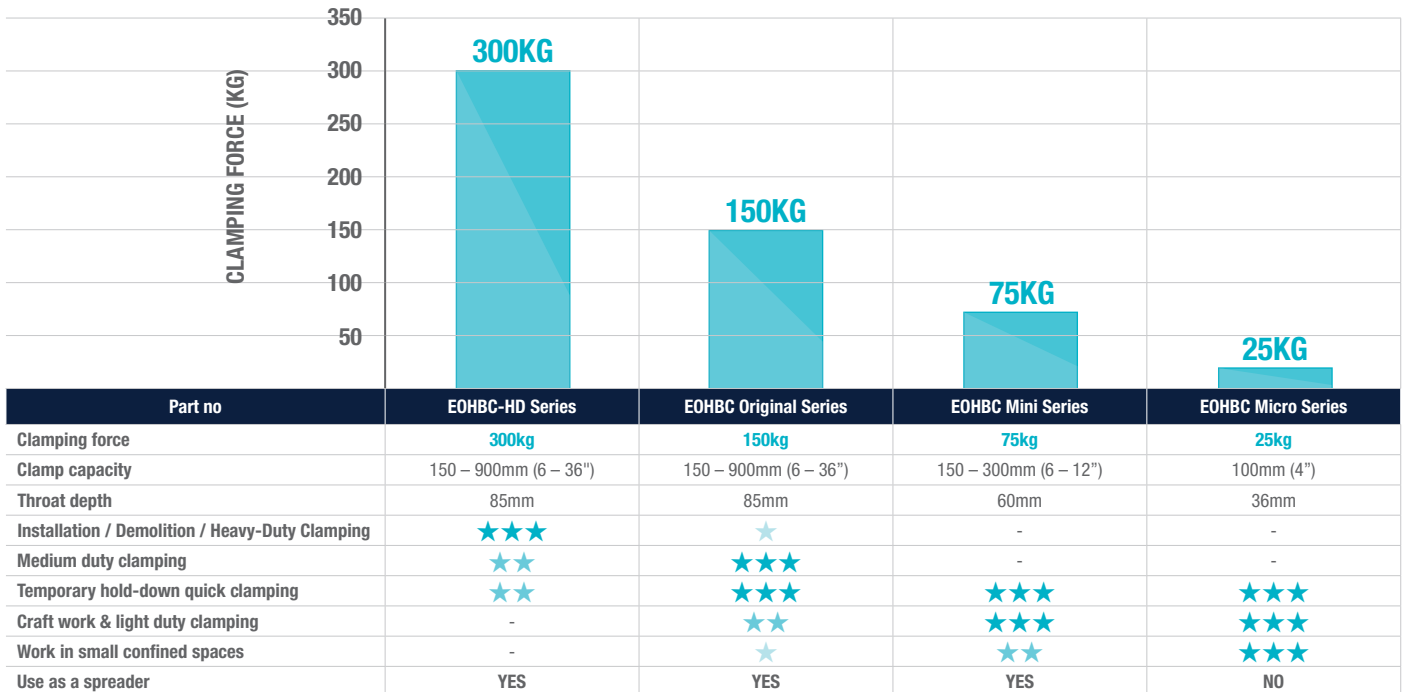 350
300
250
200
150
100
50
CLAMPING FORCE (KG)
300KG
150KG
75KG
25KG
Part no EOHBC-HD Series EOHBC Original Series EOHBC Mini Series EOHBC Micro Series
Clamping force 300kg 150kg 75kg 25kg
Clamp capacity 150 – 900mm (6 – 36") 150 – 900mm (6 – 36”) 150 – 300mm (6 – 12”) 100mm (4”)
Throat depth 85mm 85mm 60mm 36mm
Installation / Demolition / Heavy-Duty Clamping ★★★ ★ - -
Medium duty clamping ★★ ★★★ - -
Temporary hold-down quick clamping ★★ ★★★ ★★★ ★★★
Craft work & light duty clamping - ★★ ★★★ ★★★
Work in small confined spaces - ★ ★★ ★★★
Use as a spreader YES YES YES NO